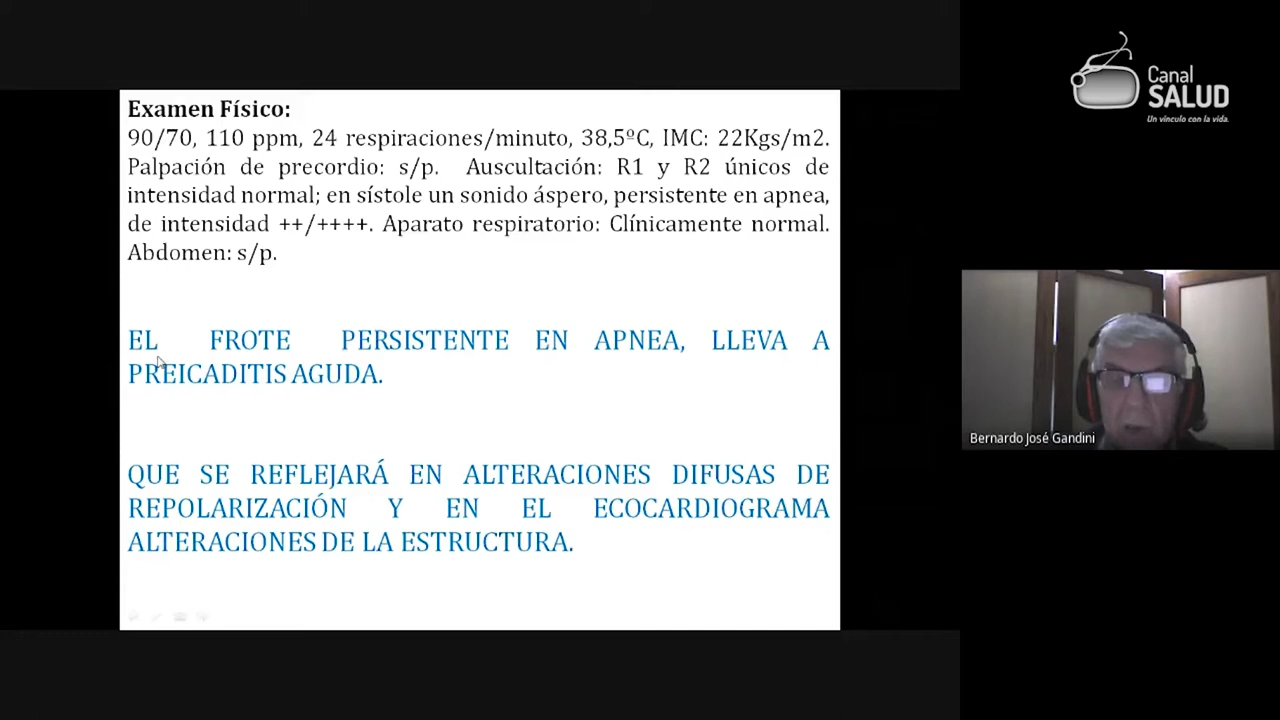 Examen Físico:
90/70, 110 ppm, 24 respiraciones/minuto, 38,5ºC, IMC: 22Kgs/m2.
Palpación de precordio: s/p. Auscultación: R1 y R2 únicos de
intensidad normal; en sístole un sonido áspero, persistente en apnea,
de intensidad ++/++++. Aparato respiratorio: Clínicamente normal.
Abdomen: s/p.
EL FROTE PERSISTENTE EN APNEA, LLEVA A
PREICADITIS AGUDA.
QUE SE REFLEJARÁ EN ALTERACIONES DIFUSAS DE
REPOLARIZACIÓN Y EN EL ECOCARDIOGRAMA
ALTERACIONES DE LA ESTRUCTURA.
Canal
SALUD
Un vínculo con la vida.
Bernardo José Gandini